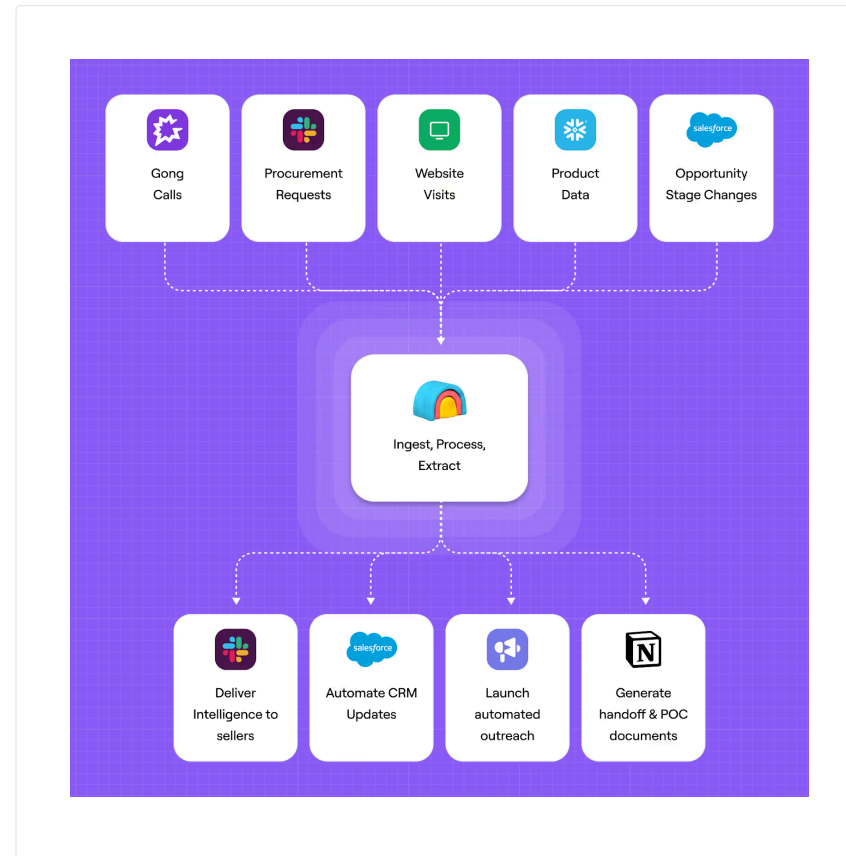 Gong
Calls
Procurement
Requests
Website
Visits
Product
Data
salesforce
Opportunity
Stage Changes
Ingest, Process,
Extract
Deliver
Intelligence to
sellers
salesforce
Automate CRM
Updates
Launch
automated
outreach
N
Generate
handoff & POC
documents